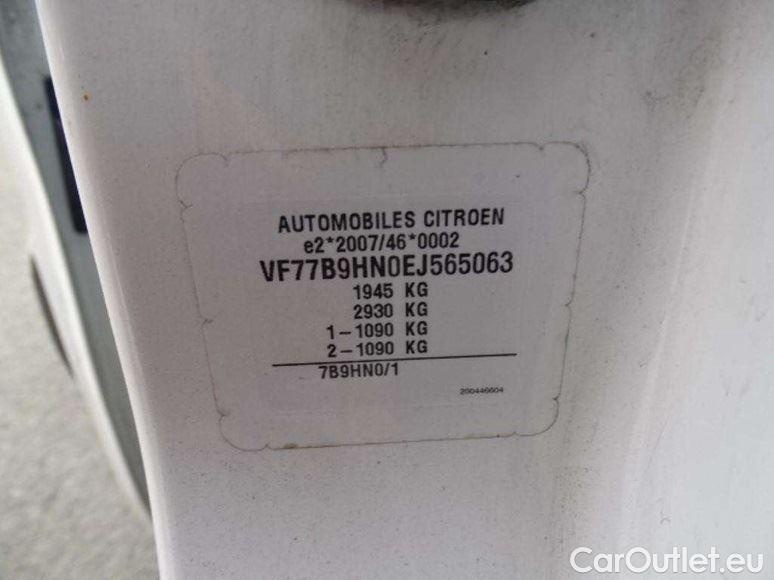 AUTOMOBILES CITROEN
e2*2007/46*0002
VF77B9HN0EJ565063
1945 KG
2930 KG
1-1090 KG
2-1090 KG
7B9HN0/1
200446604
CarOutlet.eu